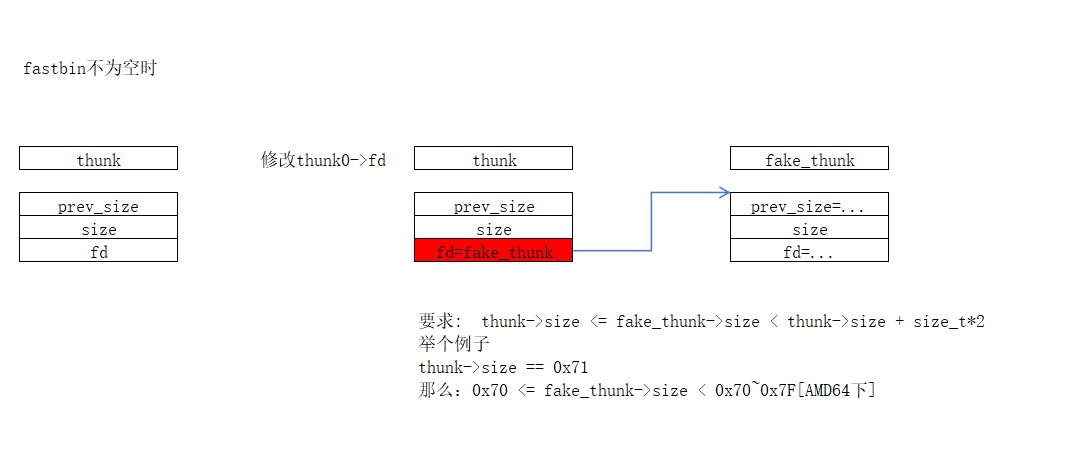 fastbin不为空时
thunk
修改thunk0->fd
thunk
fake_thunk
prev_size
size
fd
prev_size
size
fd=fake_thunk
prev_size=...
size
fd=...
要求: thunk->size <= fake_thunk->size < thunk->size + size_t*2
举个例子
thunk->size == 0x71
那么：0x70 <= fake_thunk->size < 0x70~0x7F[AMD64下]